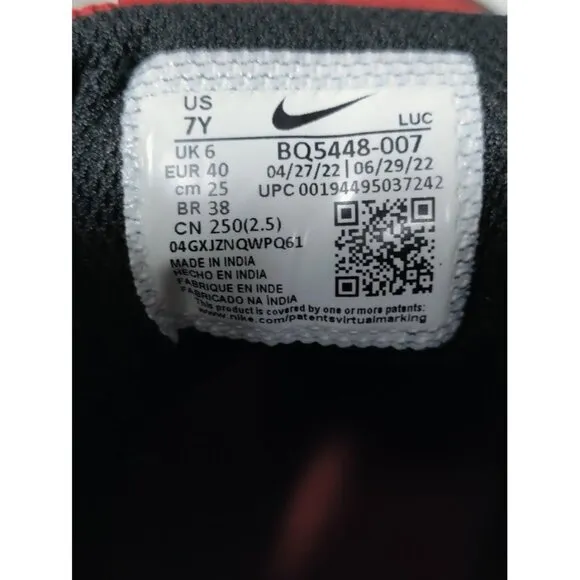 US
7Y
LUC
UK 6
BQ5448-007
EUR 40
04/27/22 | 06/29/22
cm 25
UPC 00194495037242
BR 38
CN 250(2.5)
04GXJZNQWPQ61
MADE IN INDIA
HECHO EN INDIA
FABRIQUE EN INDE
FABRICADO NA ÍNDIA
This product is covered by one or more patents:
www.nike.com/patentsvirtualmarking